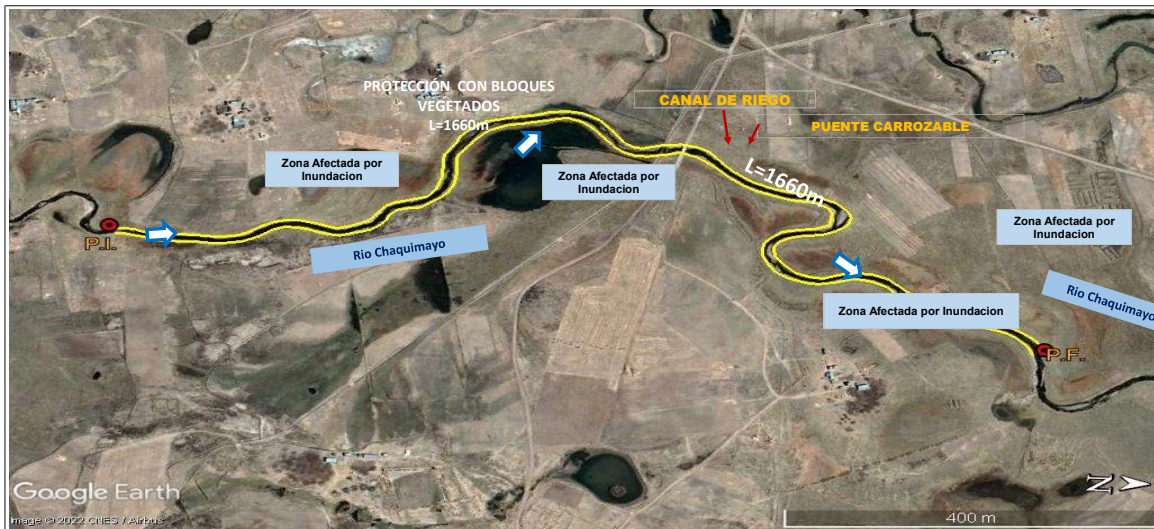 PROTECCIÓN CON BLOQUES
VEGETADOS
L=1660m
CANAL DE RIEGO
PUENTE CARROZABLE
Zona Afectada por
Inundacion
Zona Afectada por
Inundacion
L=1660m
Zona Afectada por
Inundacion
P.I.
Rio Chaquimayo
Rio Chaquimayo
Zona Afectada por Inundacion
P.F.
Google Earth
Image © 2022 CNES / Airbus
N
400 m